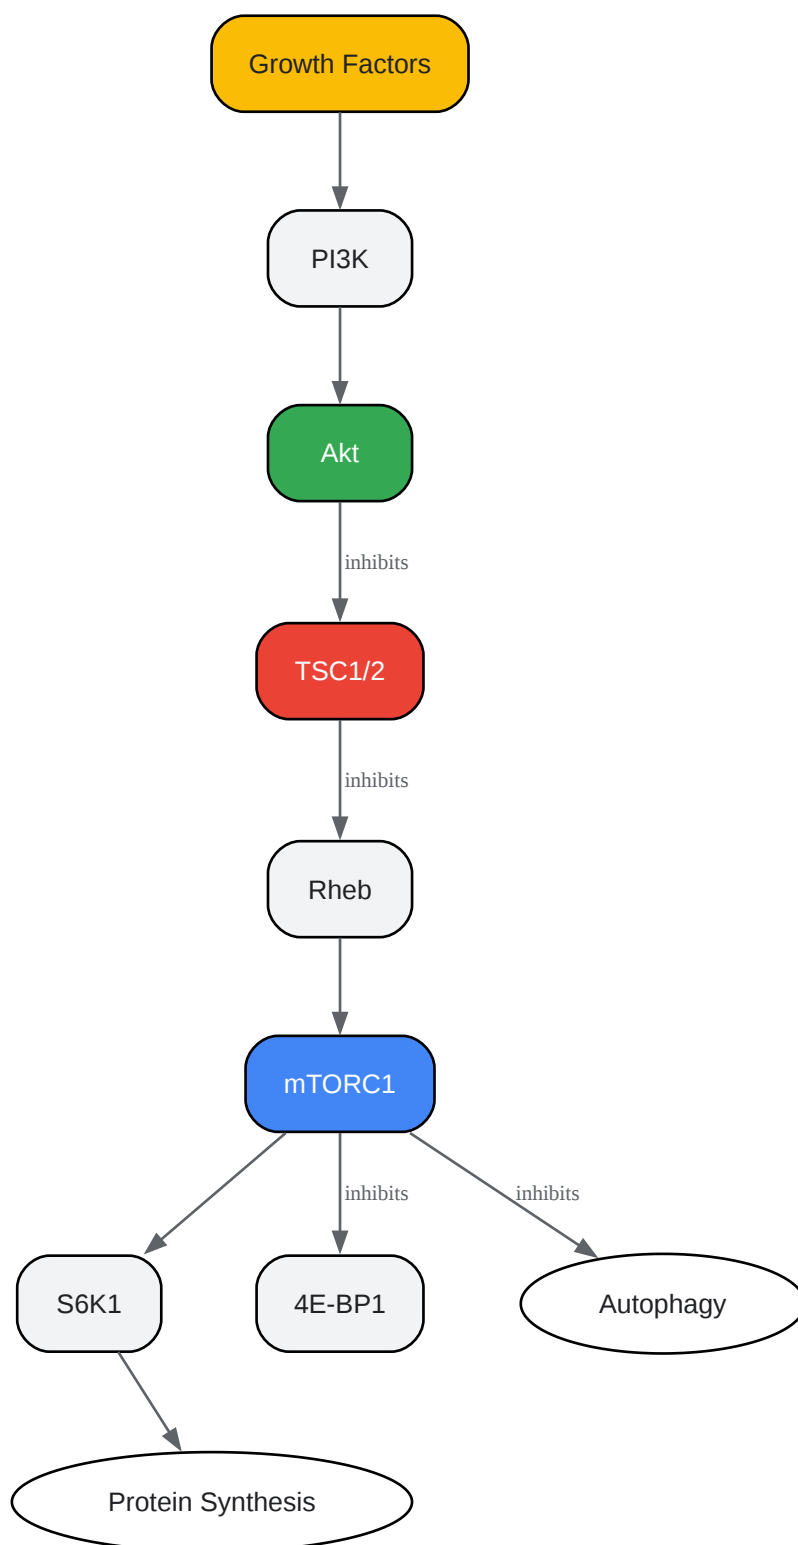 Growth Factors
PI3K
Akt
inhibits
TSC1/2
inhibits
Rheb
mTORC1
inhibits
inhibits
S6K1
4E-BP1
Autophagy
Protein Synthesis